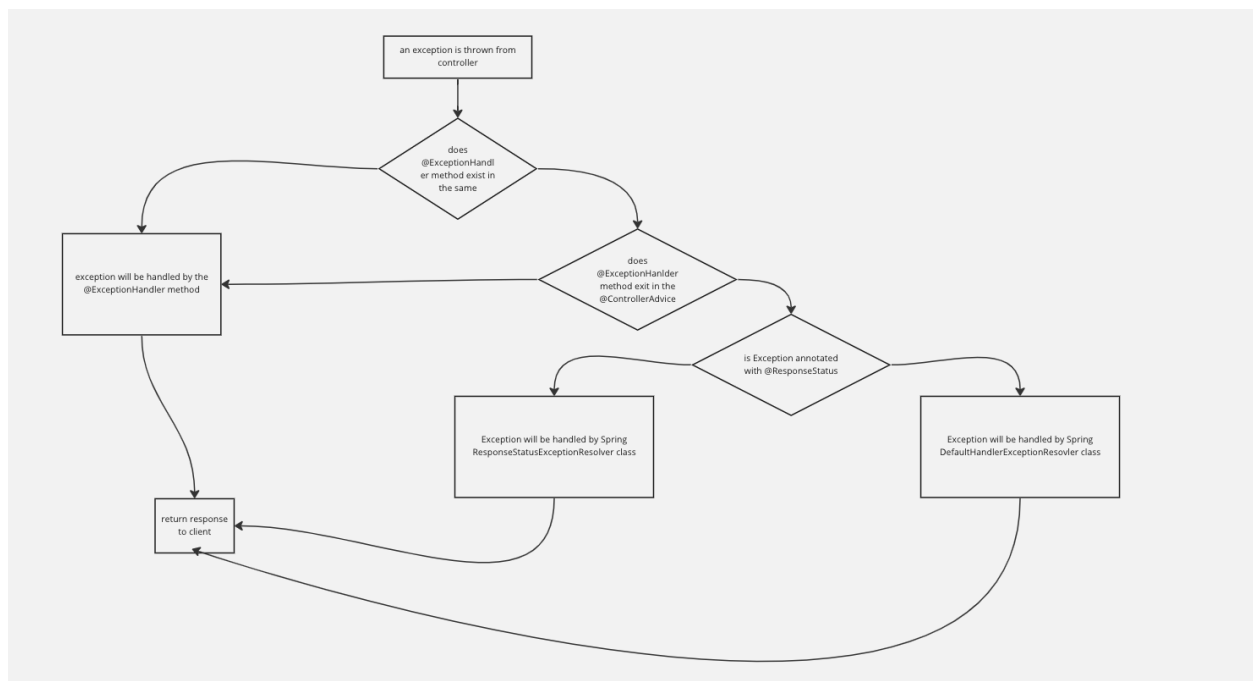 an exception is thrown from
controller
does
@ExceptionHandl
er method exist in
the same
exception will be handled by the
@ExceptionHandler method
does
@ExceptionHanlder
method exit in the
@ControllerAdvice
is Exception annotated
with @ResponseStatus
Exception will be handled by Spring
ResponseStatusExceptionResolver class
Exception will be handled by Spring
DefaultHandlerExceptionResovler class
return response
to client